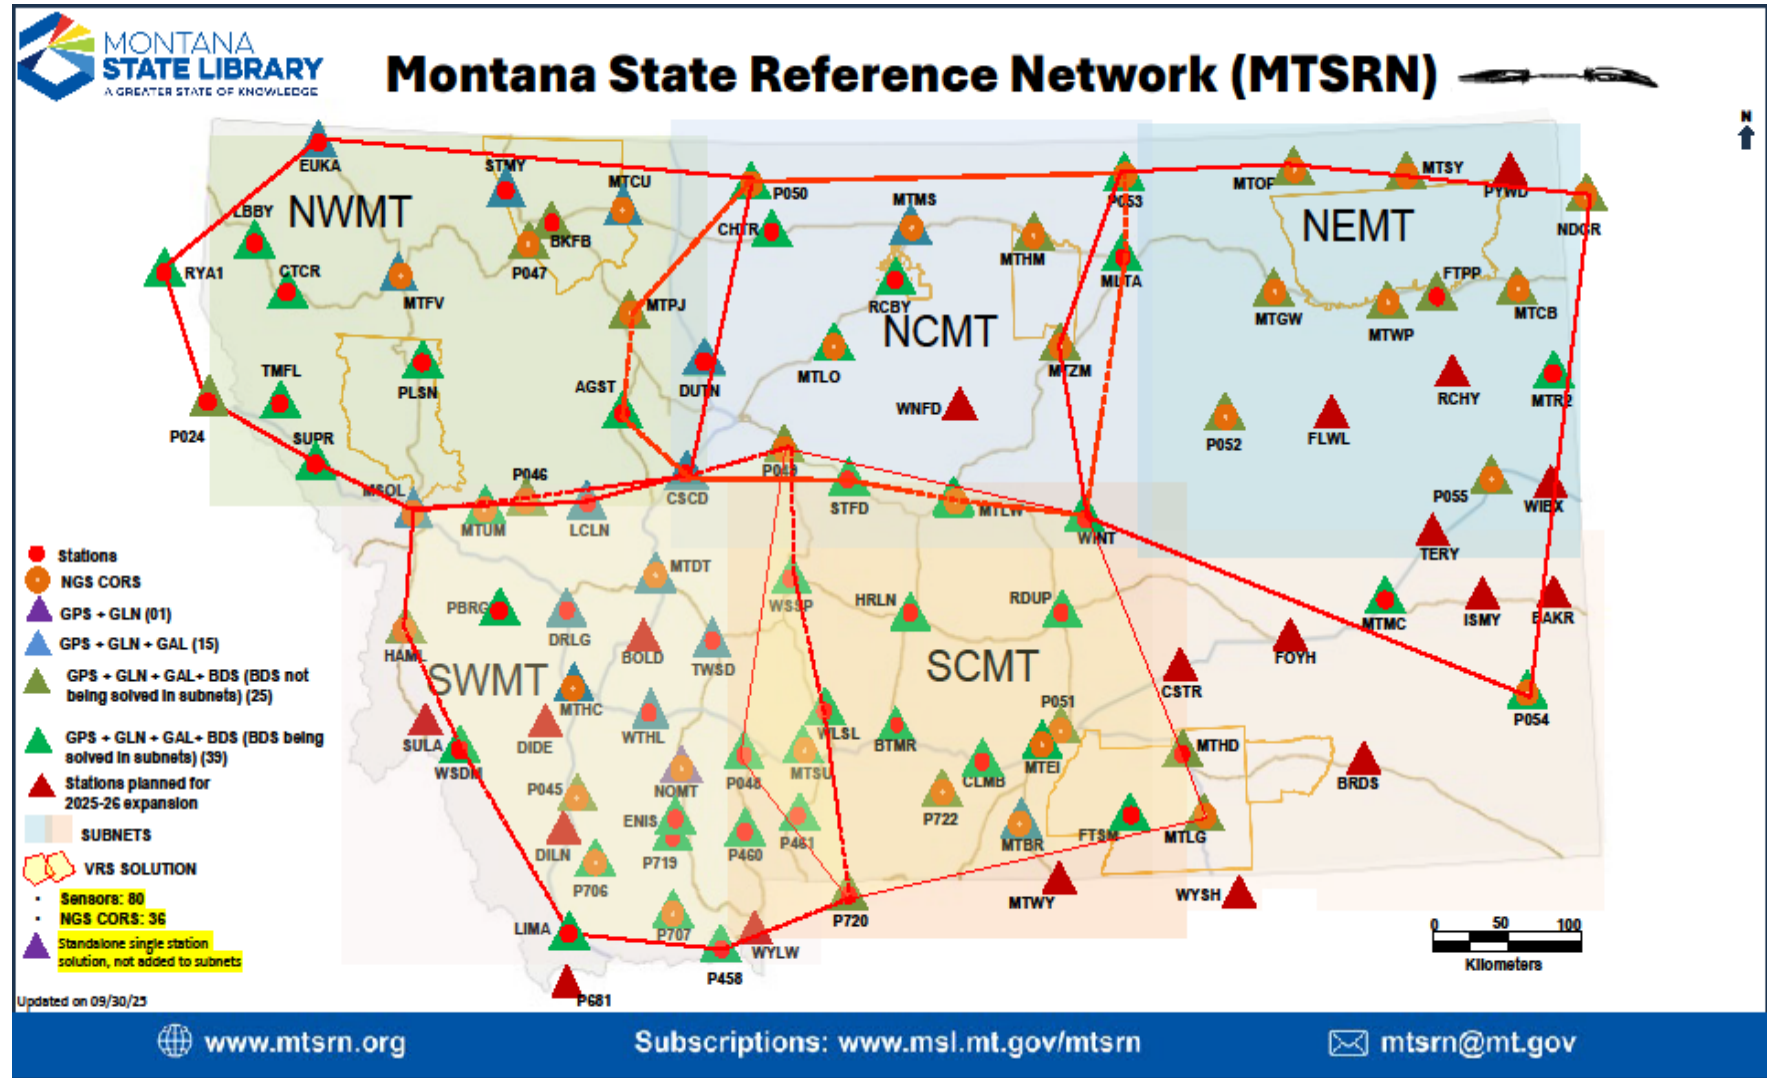 MONTANA
STATE LIBRARY
A GREATER STATE OF KNOWLEDGE
Montana State Reference Network (MTSRN)
N
EUKA
STMY
MTCU
P050
P053
MTOP
MTSY
PYWD
NDGR
LBBY
NWMT
BKFB
P047
CHTR
MTMS
MTHM
MLTA
NEMT
RYA1
CTCR
MTFV
MTPJ
RCBY
NCMT
MTGW
MTWP
FTPP
MTCB
TMFL
PLSN
AGST
DUTN
MTLO
MTZM
WNFD
RCHY
MTR2
P024
SUPR
P052
FLWL
MSOL
P046
MTUM
LCLN
CSCD
P049
STFD
MTLW
WINT
P055
WIBX
TERY
MTDT
PBRG
DRLG
BOLD
TWSD
WSSP
HRLN
RDUP
MTMC
ISMY
BAKR
HAML
SWMT
SCMT
FOYH
CSTR
P054
MTHC
SULA
WSDM
DIDE
WTHL
WLSL
BTMR
P051
MTEI
MTHD
BRDS
P045
NOMT
P048
MTSU
CLMB
P722
DILN
ENIS
P719
P460
P461
MTBR
FTSM
MTLG
P706
LIMA
P707
P458
WYLW
P720
MTWY
WYSH
P681
Stations
NGS CORS
GPS + GLN (01)
GPS + GLN + GAL (15)
GPS + GLN + GAL+ BDS (BDS not
being solved in subnets) (25)
GPS + GLN + GAL+ BDS (BDS being
solved in subnets) (39)
Stations planned for
2025-26 expansion
SUBNETS
VRS SOLUTION
· Sensors: 80
· NGS CORS: 36
Standalone single station
solution, not added to subnets
0 50 100
Kilometers
Updated on 09/30/25
www.mtsrn.org
Subscriptions: www.msl.mt.gov/mtsrn
mtsrn@mt.gov